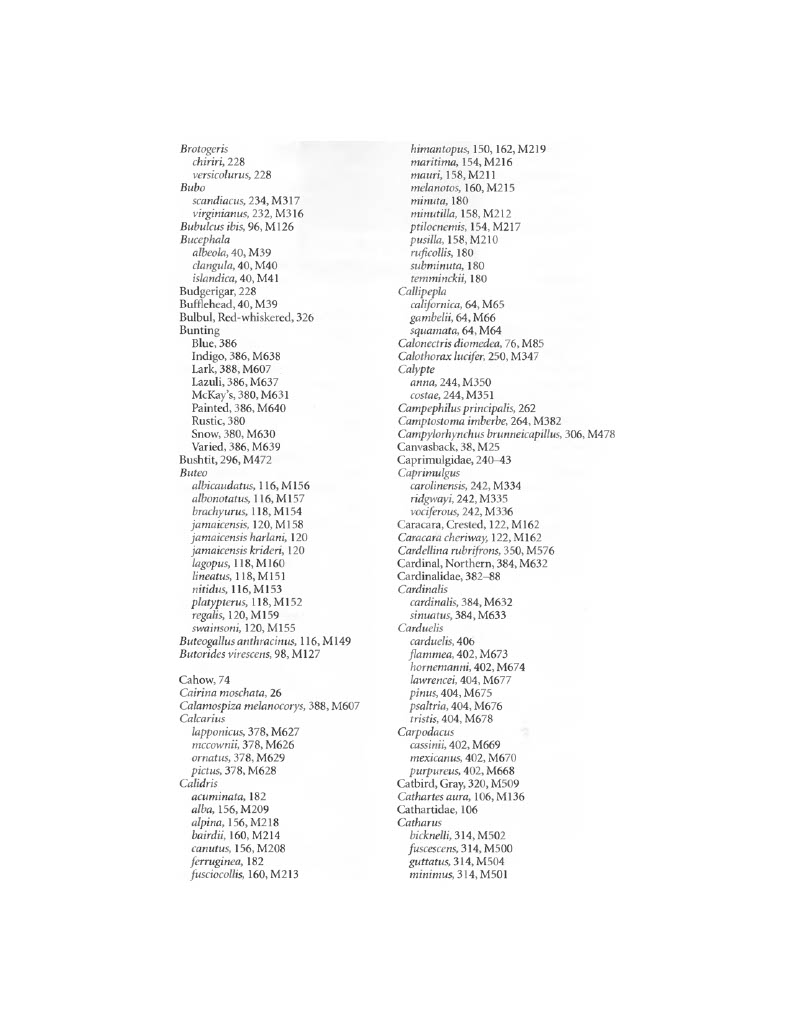 Brotogeris
chiriri, 228
versicolurus, 228
Bubo
scandiacus, 234, M317
virginianus, 232, M316
Bubulcus ibis, 96, M126
Bucephala
albeola, 40, M39
clangula, 40, M40
islandica, 40, M41
Budgerigar, 228
Bufflehead, 40, M39
Bulbul, Red-whiskered, 326
Bunting
Blue, 386
Indigo, 386, M638
Lark, 388, M607
Lazuli, 386, M637
McKay's, 380, M631
Painted, 386, M640
Rustic, 380
Snow, 380, M630
Varied, 386, M639
Bushtit, 296, M472
Buteo
albicaudatus, 116, M156
albonotatus, 116, M157
brachyurus, 118, M154
jamaicensis, 120, M158
jamaicensis harlani, 120
jamaicensis krideri, 120
lagopus, 118, M160
lineatus, 118, M151
nitidus, 116, M153
platypterus, 118, M152
regalis, 120, M159
swainsoni, 120, M155
Buteogallus anthracinus, 116, M149
Butorides virescens, 98, M127
Cahow, 74
Cairina moschata, 26
Calamospiza melanocorys, 388, M607
Calcarius
lapponicus, 378, M627
mccownii, 378, M626
ornatus, 378, M629
pictus, 378, M628
Calidris
acuminata, 182
alba, 156, M209
alpina, 156, M218
bairdii, 160, M214
canutus, 156, M208
ferruginea, 182
fusciocollis, 160, M213
himantopus, 150, 162, M219
maritima, 154, M216
mauri, 158, M211
melanotos, 160, M215
minuta, 180
minutilla, 158, M212
ptilocnemis, 154, M217
pusilla, 158, M210
ruficollis, 180
subminuta, 180
temminckii, 180
Callipepla
californica, 64, M65
gambelii, 64, M66
squamata, 64, M64
Calonectris diomedea, 76, M85
Calothorax lucifer, 250, M347
Calypte
anna, 244, M350
costae, 244, M351
Campephilus principalis, 262
Camptostoma imberbe, 264, M382
Campylorhynchus brunneicapillus, 306, M478
Canvasback, 38, M25
Caprimulgidae, 240–43
Caprimulgus
carolinensis, 242, M334
ridgwayi, 242, M335
vociferous, 242, M336
Caracara, Crested, 122, M162
Caracara cheriway, 122, M162
Cardellina rubrifrons, 350, M576
Cardinal, Northern, 384, M632
Cardinalidae, 382–88
Cardinalis
cardinalis, 384, M632
sinuatus, 384, M633
Carduelis
carduelis, 406
flammea, 402, M673
hornemanni, 402, M674
lawrencei, 404, M677
pinus, 404, M675
psaltria, 404, M676
tristis, 404, M678
Carpodacus
cassinii, 402, M669
mexicanus, 402, M670
purpureus, 402, M668
Catbird, Gray, 320, M509
Cathartes aura, 106, M136
Cathartidae, 106
Catharus
bicknelli, 314, M502
fuscescens, 314, M500
guttatus, 314, M504
minimus, 314, M501